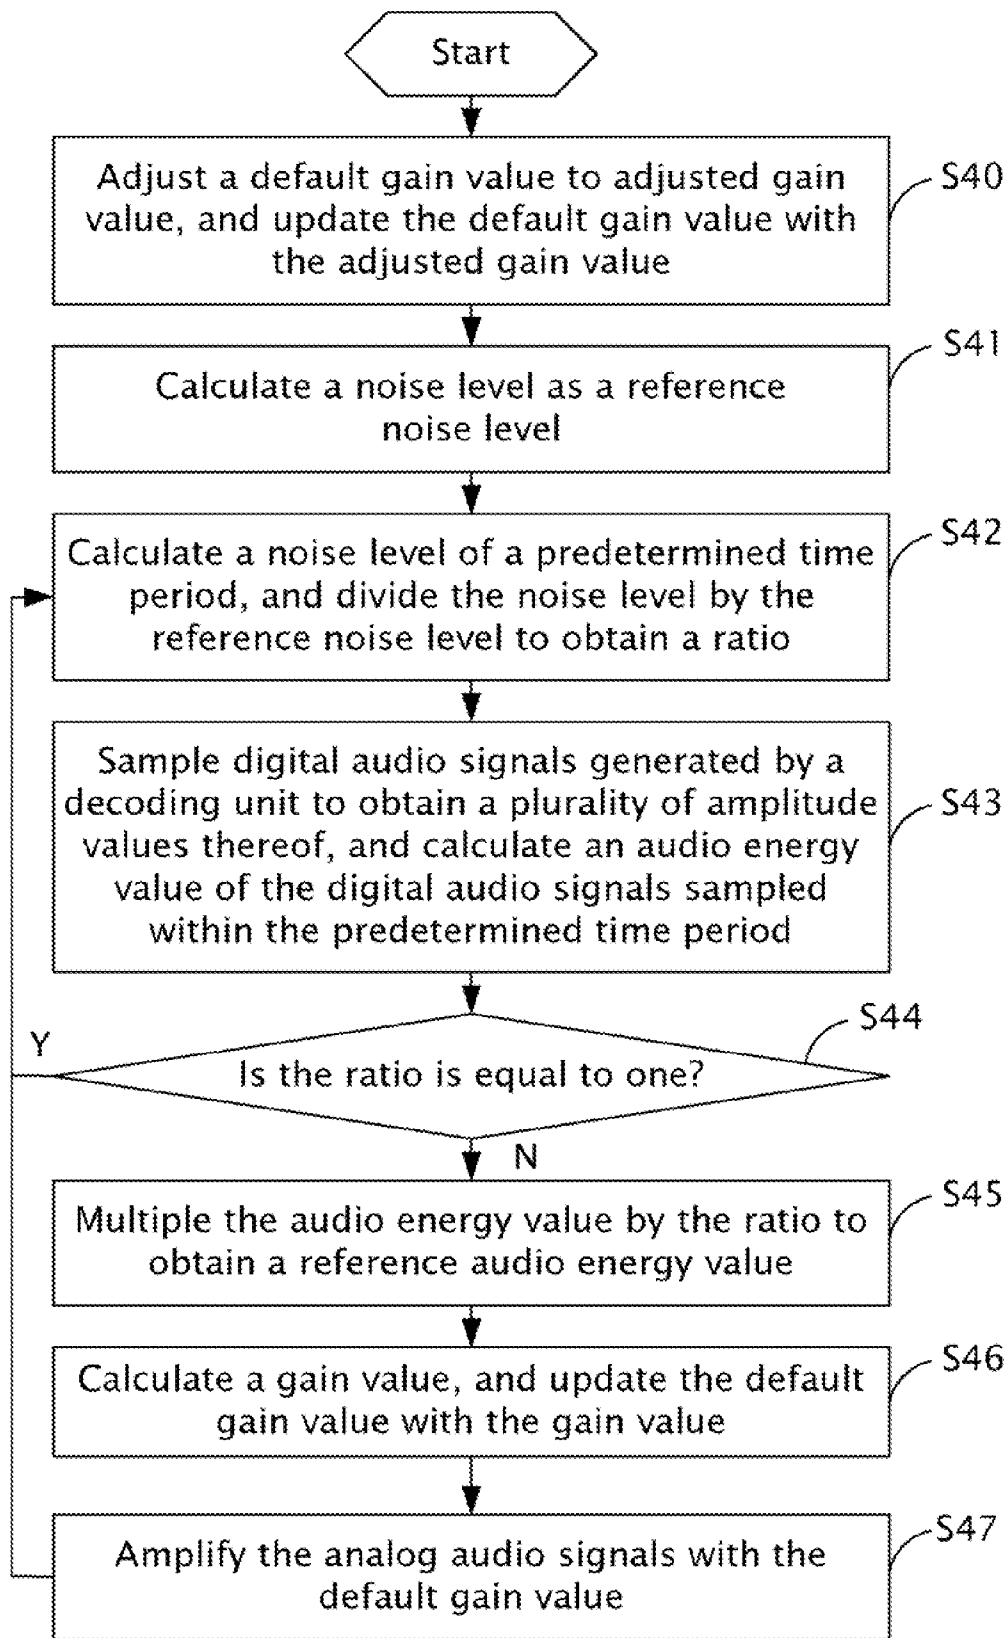 Start
Adjust a default gain value to adjusted gain
value, and update the default gain value with
the adjusted gain value
S40
Calculate a noise level as a reference
noise level
S41
Calculate a noise level of a predetermined time
period, and divide the noise level by the
reference noise level to obtain a ratio
S42
Sample digital audio signals generated by a
decoding unit to obtain a plurality of amplitude
values thereof, and calculate an audio energy
value of the digital audio signals sampled
within the predetermined time period
S43
Is the ratio is equal to one?
S44
Y
N
Multiple the audio energy value by the ratio to
obtain a reference audio energy value
S45
Calculate a gain value, and update the default
gain value with the gain value
S46
Amplify the analog audio signals with the
default gain value
S47